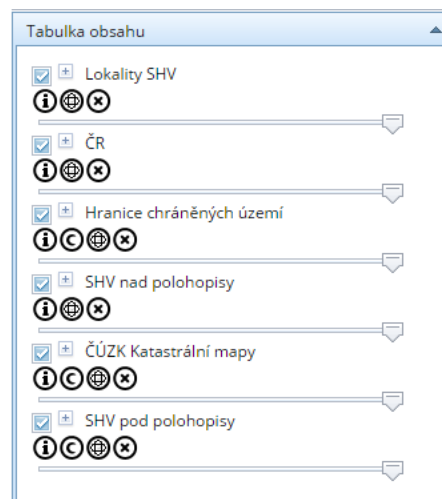 Tabulka obsahu
Lokality SHV
ČR
Hranice chráněných území
SHV nad polohopisy
ČÚZK Katastrální mapy
SHV pod polohopisy